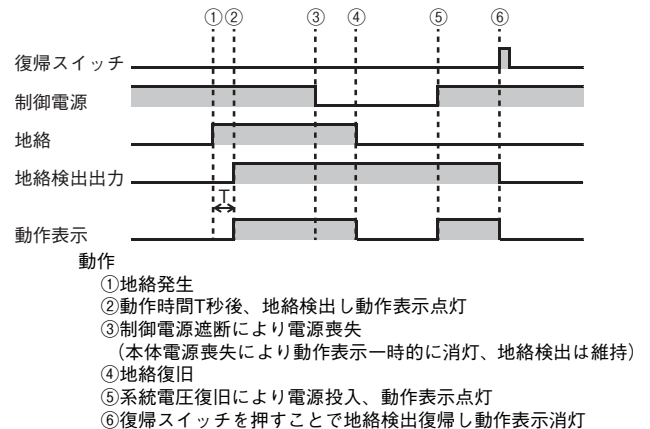 ①② ③ ④ ⑤ ⑥
復帰スイッチ
制御電源
地絡
地絡検出出力
T
動作表示
動作
①地絡発生
②動作時間T秒後、地絡検出し動作表示点灯
③制御電源遮断により電源喪失
（本体電源喪失により動作表示一時的に消灯、地絡検出は維持）
④地絡復旧
⑤系統電圧復旧により電源投入、動作表示点灯
⑥復帰スイッチを押すことで地絡検出復帰し動作表示消灯